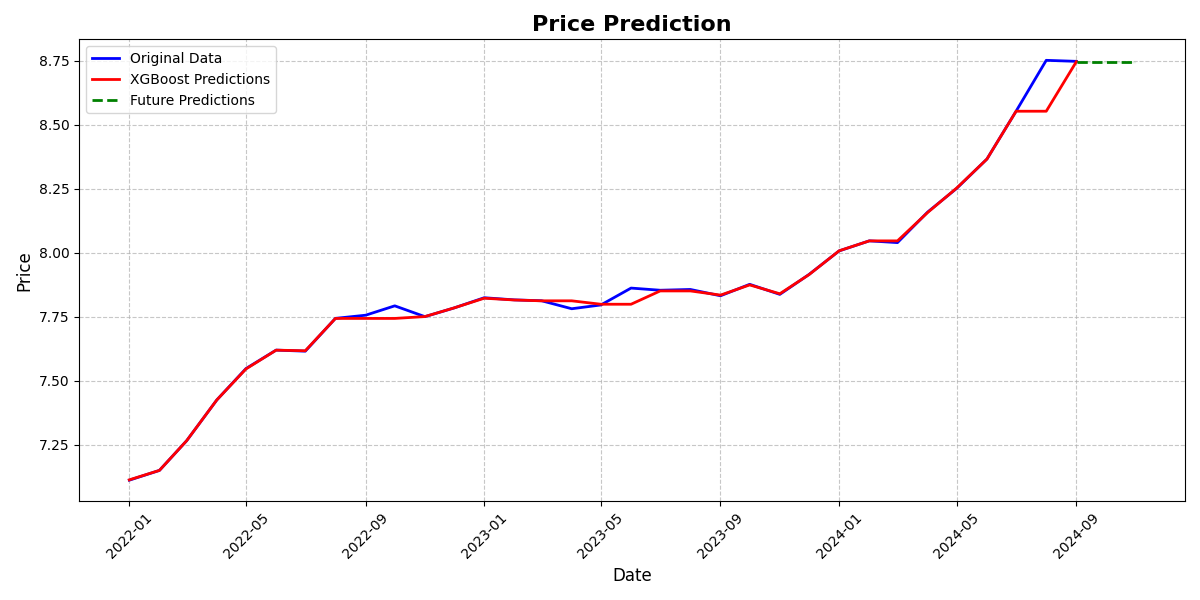 Price Prediction
Original Data
XGBoost Predictions
Future Predictions
8.75
8.50
8.25
8.00
7.75
7.50
7.25
Price
2022-01
2022-05
2022-09
2023-01
2023-05
2023-09
2024-01
2024-05
2024-09
Date